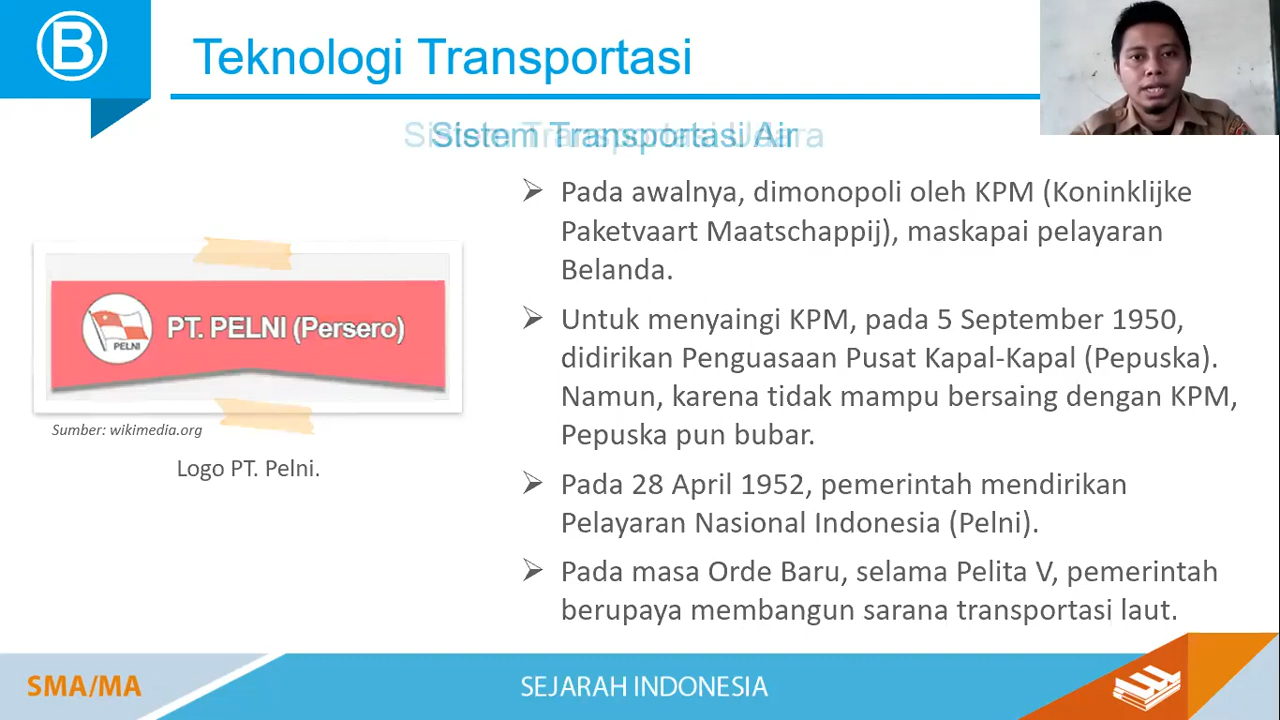 B
Teknologi Transportasi
Sistem Transportasi Udara
Sistem Transportasi Air
➢ Pada awalnya, dimonopoli oleh KPM (Koninklijke
Paketvaart Maatschappij), maskapai pelayaran
Belanda.
➢ Untuk menyaingi KPM, pada 5 September 1950,
didirikan Penguasaan Pusat Kapal-Kapal (Pepuska).
Namun, karena tidak mampu bersaing dengan KPM,
Pepuska pun bubar.
➢ Pada 28 April 1952, pemerintah mendirikan
Pelayaran Nasional Indonesia (Pelni).
➢ Pada masa Orde Baru, selama Pelita V, pemerintah
berupaya membangun sarana transportasi laut.
PELNI
PT. PELNI (Persero)
Sumber: wikimedia.org
Logo PT. Pelni.
SMA/MA
SEJARAH INDONESIA